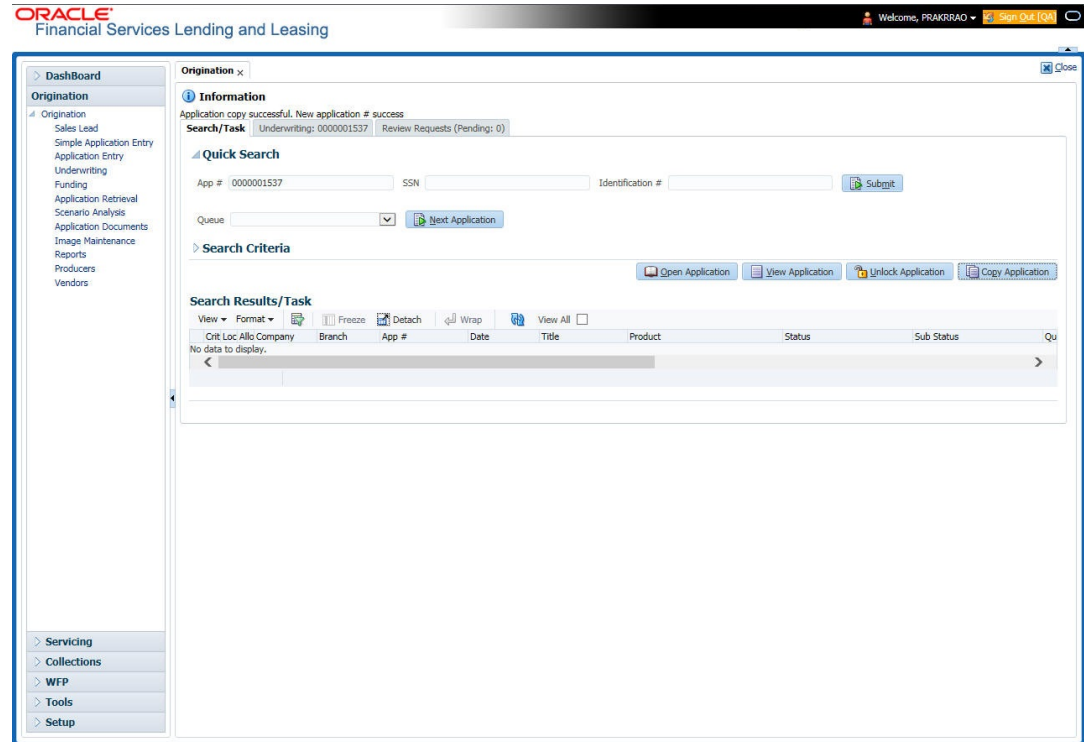 ORACLE
Financial Services Lending and Leasing
Welcome, PRAKRRAO Sign Out [QA]
Close
DashBoard
Origination
Origination
Sales Lead
Simple Application Entry
Application Entry
Underwriting
Funding
Application Retrieval
Scenario Analysis
Application Documents
Image Maintenance
Reports
Producers
Vendors
Servicing
Collections
WFP
Tools
Setup
Origination x
Information
Application copy successful. New application # success
Search/Task Underwriting: 0000001537 Review Requests (Pending: 0)
Quick Search
App # 0000001537 SSN Identification # Submit
Queue Next Application
Search Criteria
Open Application View Application Unlock Application Copy Application
Search Results/Task
View Format Freeze Detach Wrap View All
Crit Loc Allo Company Branch App # Date Title Product Status Sub Status Qu
No data to display.